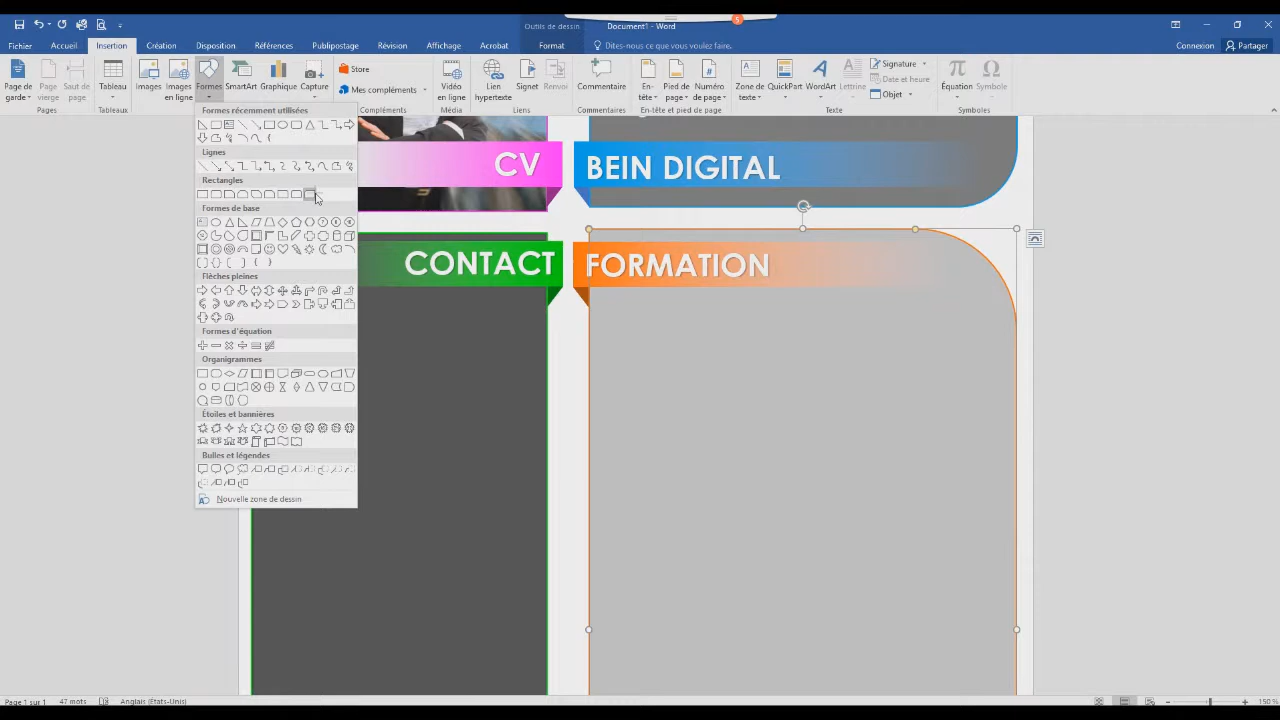 Outils de dessin Document1 - Word 5
Fichier Accueil Insertion Création Disposition Références Publipostage Révision Affichage Acrobat Format Dites-nous ce que vous voulez faire. Connexion Partager
Page de garde Page vierge Saut de page Tableau Images Images en ligne Formes SmartArt Graphique Capture Store Mes compléments Vidéo en ligne Lien hypertexte Signet Renvoi Commentaire En-tête Pied de page Numéro de page Zone de texte QuickPart WordArt Lettrine Signature Date et heure Objet Équation Symbole
Pages Tableaux Compléments Média Liens Commentaires En-tête et pied de page Texte Symboles
Formes récemment utilisées
Lignes
Rectangles
Formes de base
Flèches pleines
Formes d'équation
Organigrammes
Étoiles et bannières
Bulles et légendes
Nouvelle zone de dessin
CV
BEIN DIGITAL
CONTACT
FORMATION
Page 1 sur 1 47 mots Anglais (États-Unis) 150 %